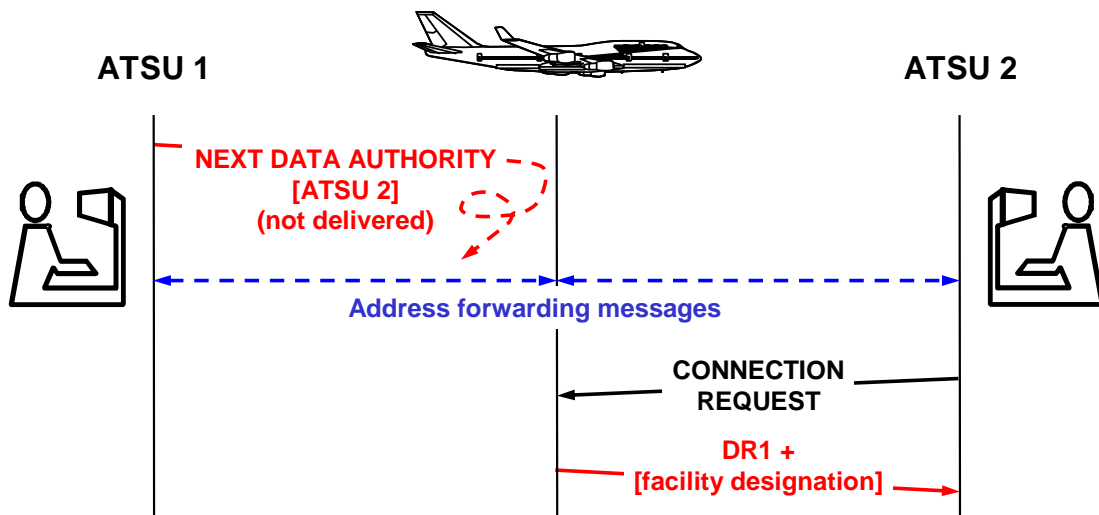 ATSU 1
ATSU 2
NEXT DATA AUTHORITY
[ATSU 2]
(not delivered)
Address forwarding messages
CONNECTION
REQUEST
DR1 +
[facility designation]